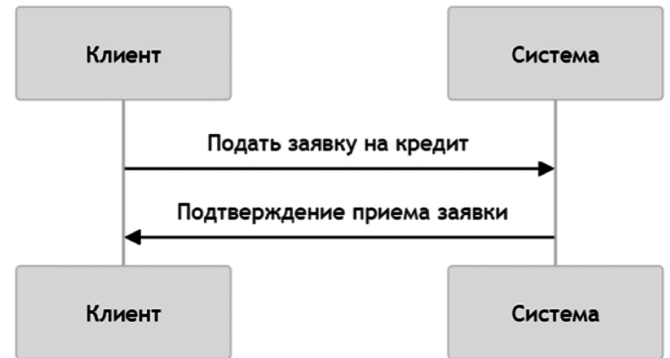 Клиент
Система
Подать заявку на кредит
Подтверждение приема заявки
Клиент
Система